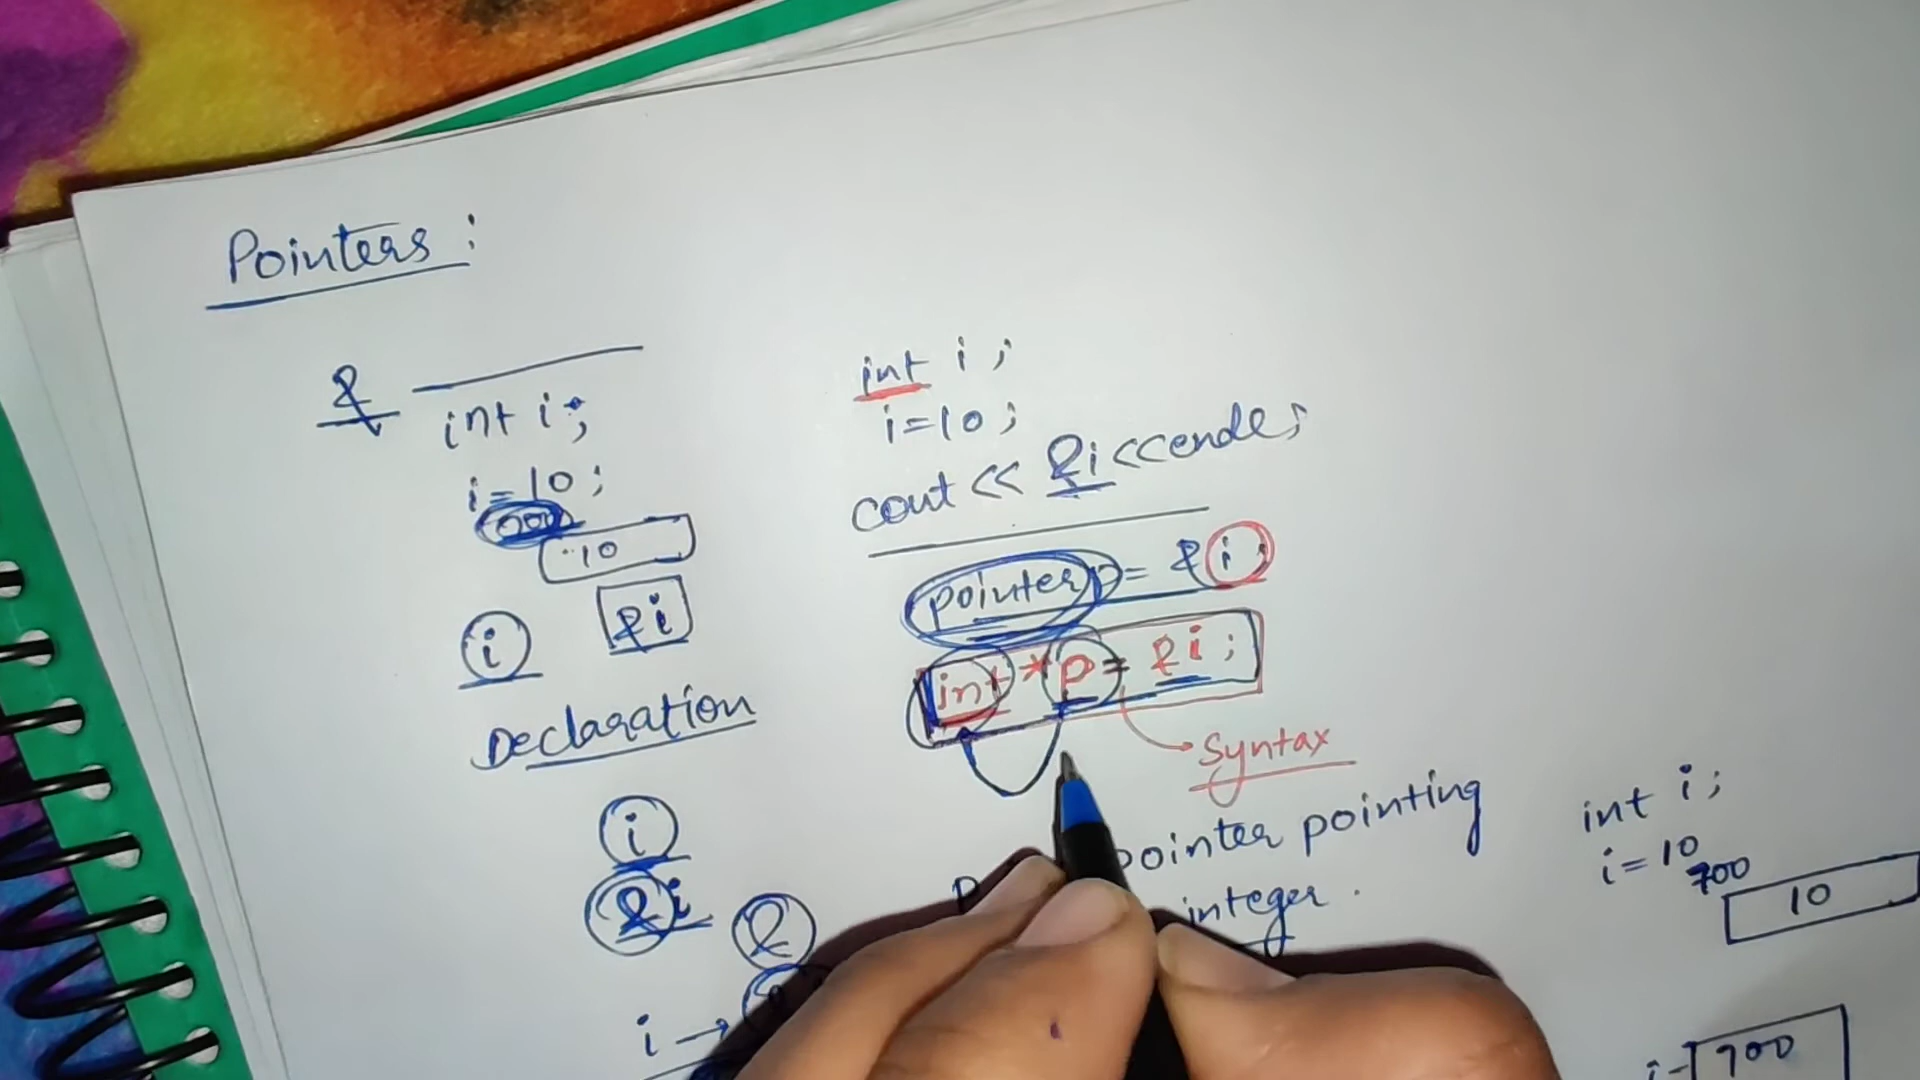 Pointers :
&
int i ;
i = 10 ;
10
i
&i
Declaration
i
&i
&
i →
int i ;
i = 10 ;
cout << &i << ende ;
pointer p = & i ;
int * p = & i ;
Syntax
pointer pointing
integer .
int i ;
i = 10
700
10
i - 700